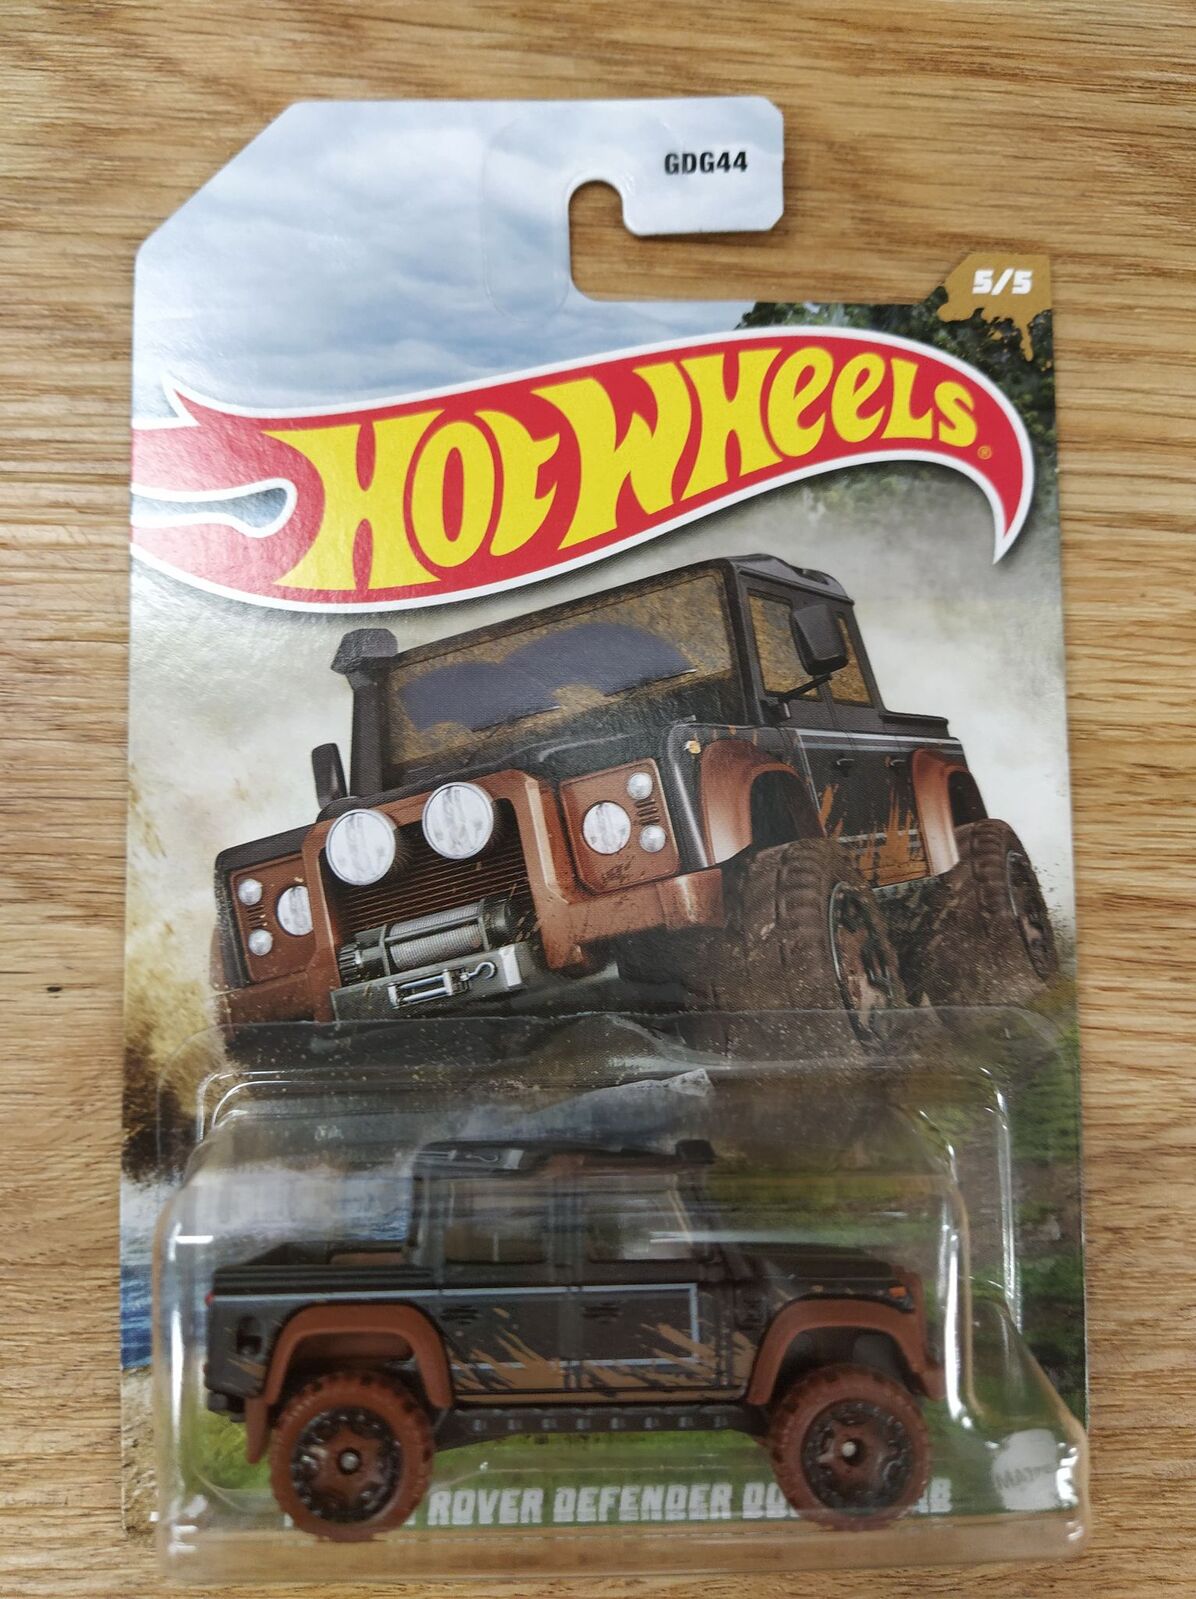 GDG44
5/5
HOT WHEELS®
ROVER DEFENDER